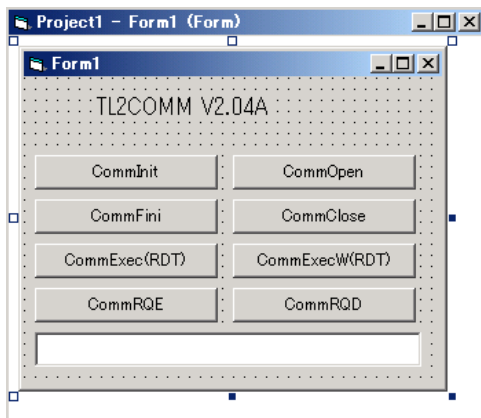 Project1 - Form1 (Form)
Form1
TL2COMM V2.04A
CommInit CommOpen
CommFini CommClose
CommExec(RDT) CommExecW(RDT)
CommRQE CommRQD